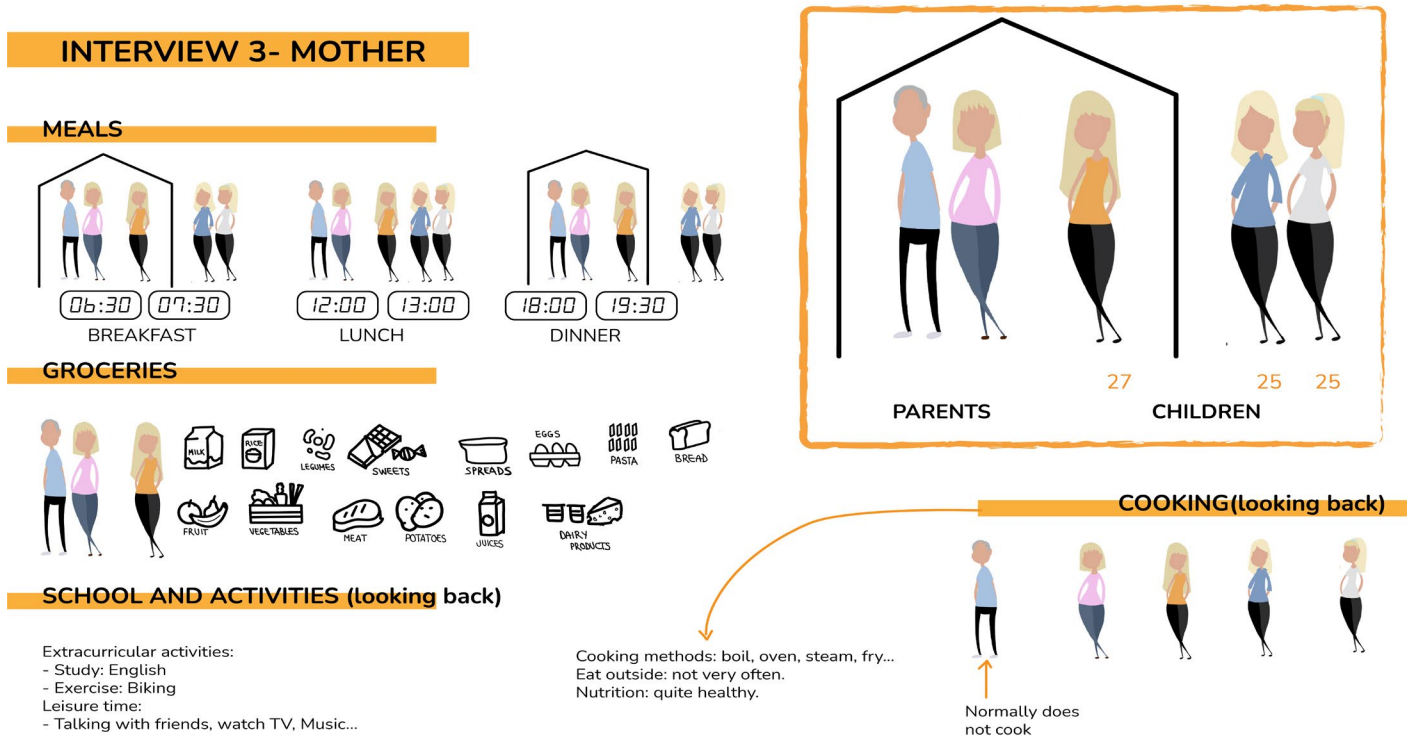 INTERVIEW 3- MOTHER
MEALS
06:30 07:30
BREAKFAST
12:00 13:00
LUNCH
18:00 19:30
DINNER
27 25 25
PARENTS CHILDREN
GROCERIES
MILK
RICE
LEGUMES
SWEETS
SPREADS
EGGS
PASTA
BREAD
FRUIT
VEGETABLES
MEAT
POTATOES
JUICES
DAIRY
PRODUCTS
SCHOOL AND ACTIVITIES (looking back)
Extracurricular activities:
- Study: English
- Exercise: Biking
Leisure time:
- Talking with friends, watch TV, Music...
COOKING(looking back)
Cooking methods: boil, oven, steam, fry...
Eat outside: not very often.
Nutrition: quite healthy.
Normally does
not cook